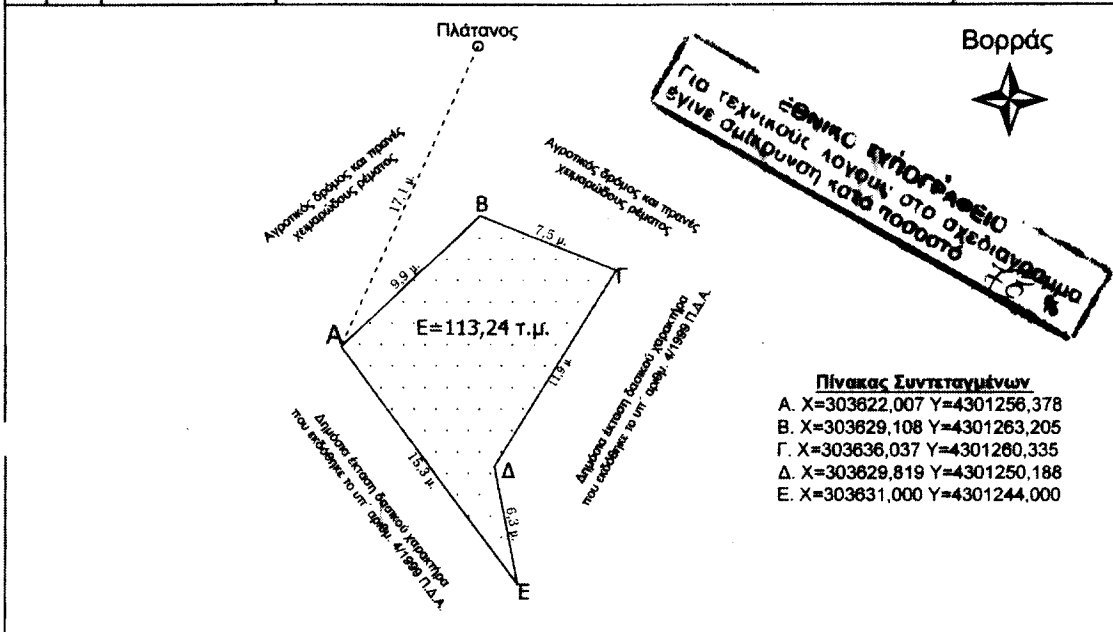 Πλάτανος
Βορράς
ΕΘΝΙΚΟ ΤΥΠΟΓΡΑΦΕΙΟ
Για τεχνικούς λόγους στο σχεδιάγραμμα
έγινε σμίκρυνση κατά ποσοστό 75 %
Αγροτικός δρόμος και πρανές
χειμαρώδους ρέματος
17,1 μ.
Αγροτικός δρόμος και πρανές
χειμαρώδους ρέματος
Β
7,5 μ.
Γ
9,9 μ.
Α
Ε=113,24 τ.μ.
11,9 μ.
Δημόσια έκταση δασικού χαρακτήρα
που εκδόθηκε το υπ' αριθμ. 4/1999 Π.Δ.Α.
Δημόσια έκταση δασικού χαρακτήρα
που εκδόθηκε το υπ' αριθμ. 4/1999 Π.Δ.Α.
15,3 μ.
Δ
6,3 μ.
Ε
Πίνακας Συντεταγμένων
Α. Χ=303622,007 Υ=4301256,378
Β. Χ=303629,108 Υ=4301263,205
Γ. Χ=303636,037 Υ=4301260,335
Δ. Χ=303629,819 Υ=4301250,188
Ε. Χ=303631,000 Υ=4301244,000